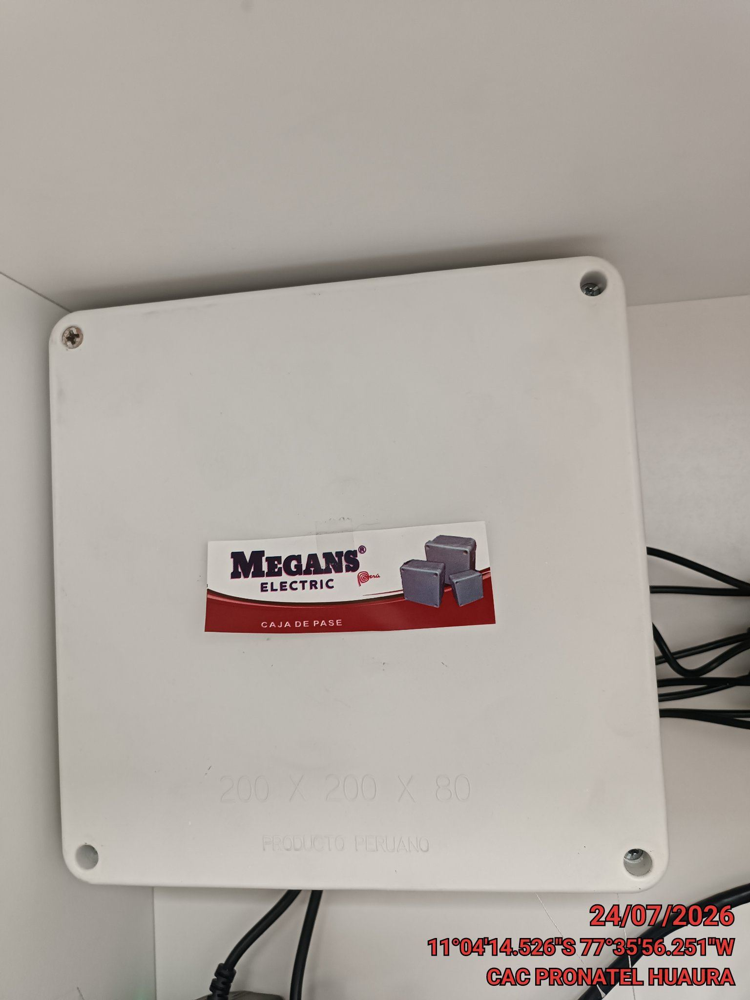 MEGANS®
ELECTRIC
Perú
CAJA DE PASE
200 X 200 X 80
PRODUCTO PERUANO
24/07/2026
11°04'14.526"S 77°35'56.251"W
CAC PRONATEL HUAURA